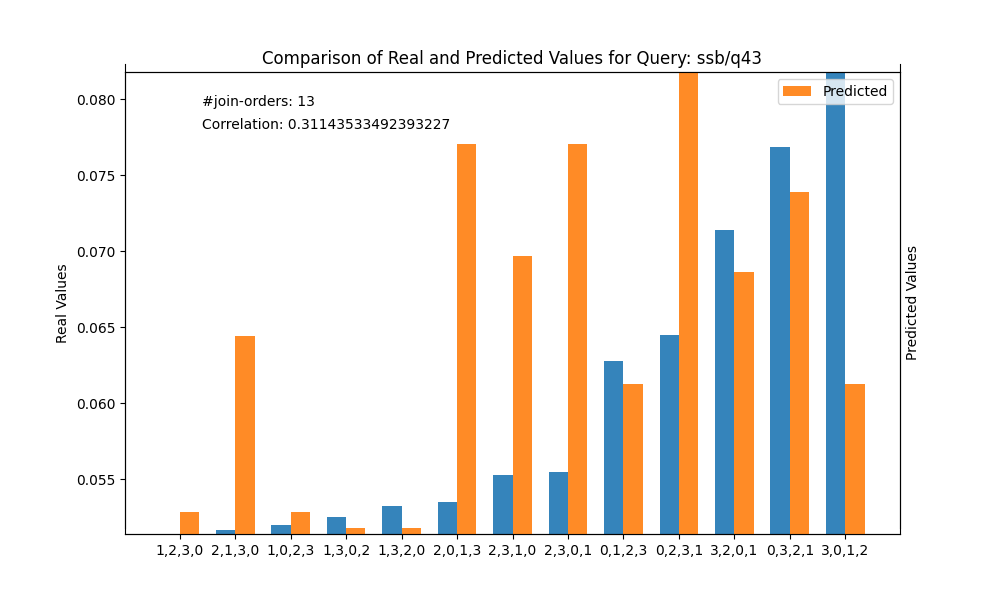 Comparison of Real and Predicted Values for Query: ssb/q43
#join-orders: 13
Correlation: 0.31143533492393227
Predicted
0.080
0.075
0.070
0.065
0.060
0.055
Real Values
Predicted Values
1,2,3,0 2,1,3,0 1,0,2,3 1,3,0,2 1,3,2,0 2,0,1,3 2,3,1,0 2,3,0,1 0,1,2,3 0,2,3,1 3,2,0,1 0,3,2,1 3,0,1,2